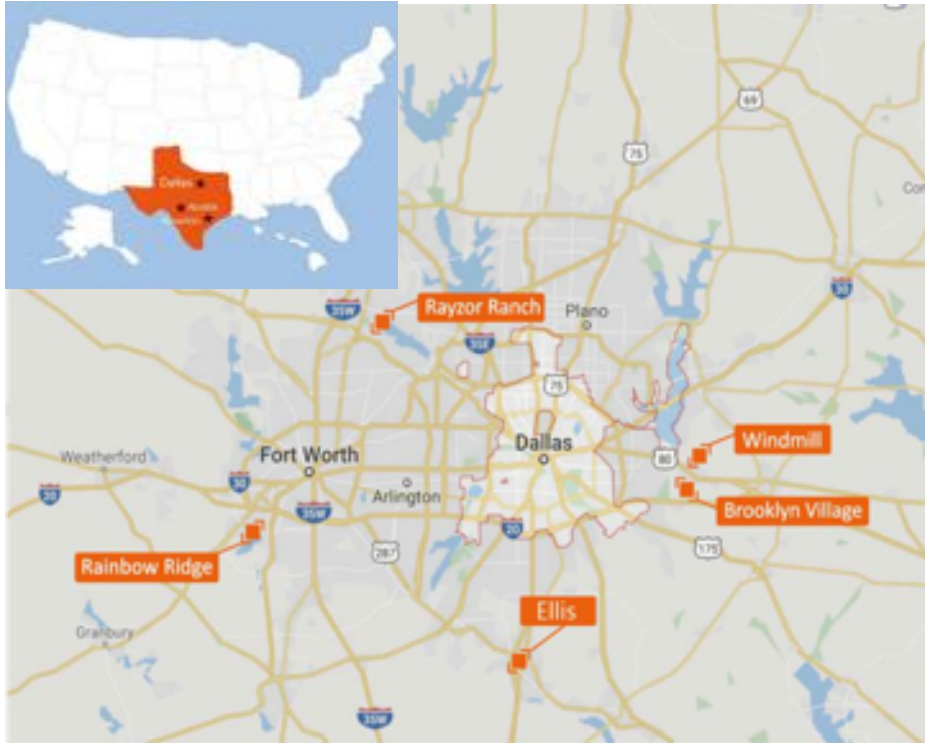 Dallas
Austin
69
75
Con
30
35W
Rayzor Ranch
Plano
35E
75
Windmill
Dallas
Fort Worth
80
Weatherford
30
Arlington
20
35W
Brooklyn Village
20
Rainbow Ridge
287
175
Ellis
Granbury
35W